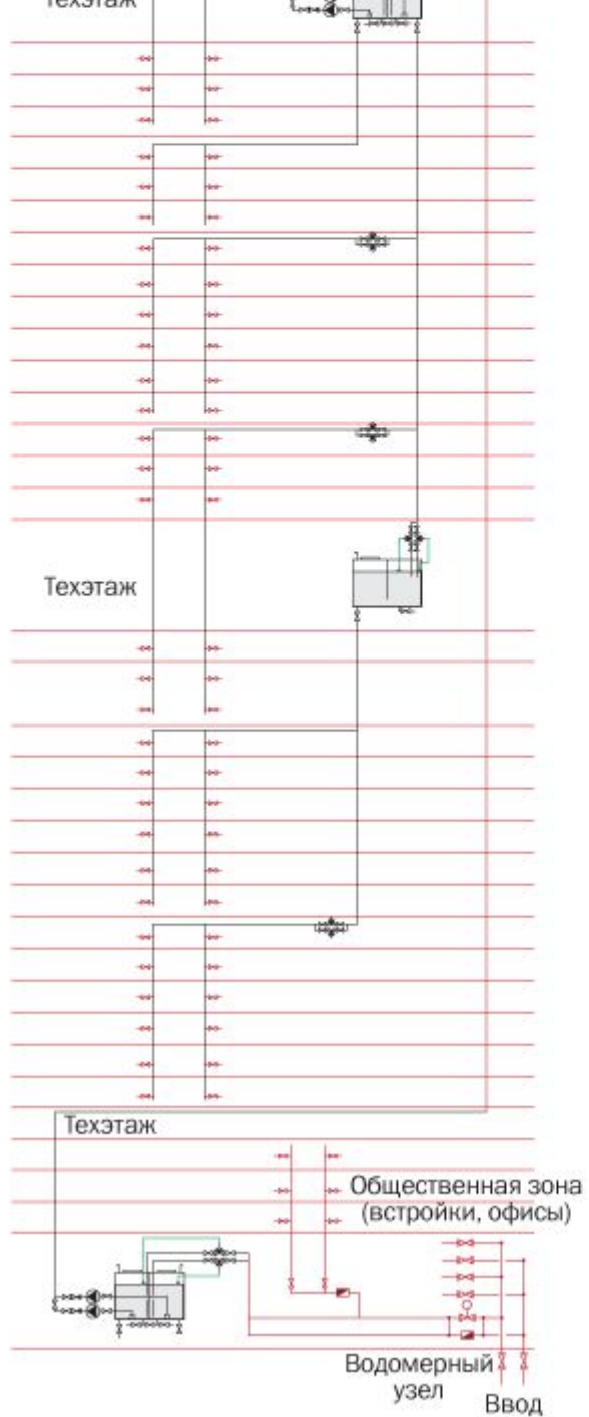 Техэтаж
Техэтаж
Техэтаж
Общественная зона
(встройки, офисы)
Водомерный
узел
Ввод